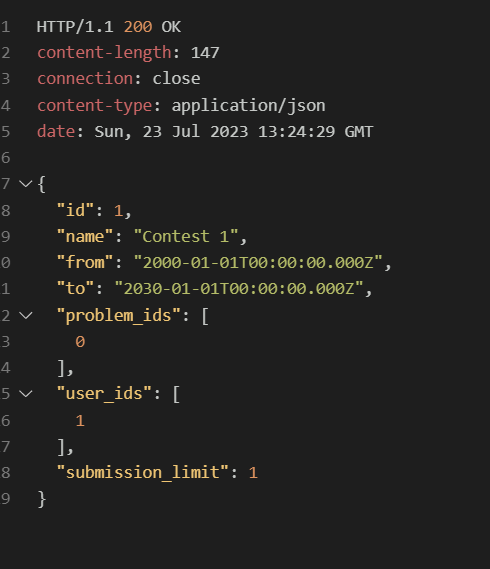 1 HTTP/1.1 200 OK
2 content-length: 147
3 connection: close
4 content-type: application/json
5 date: Sun, 23 Jul 2023 13:24:29 GMT
6
7 {
8 "id": 1,
9 "name": "Contest 1",
0 "from": "2000-01-01T00:00:00.000Z",
1 "to": "2030-01-01T00:00:00.000Z",
2 "problem_ids": [
3 0
4 ],
5 "user_ids": [
6 1
7 ],
8 "submission_limit": 1
9 }